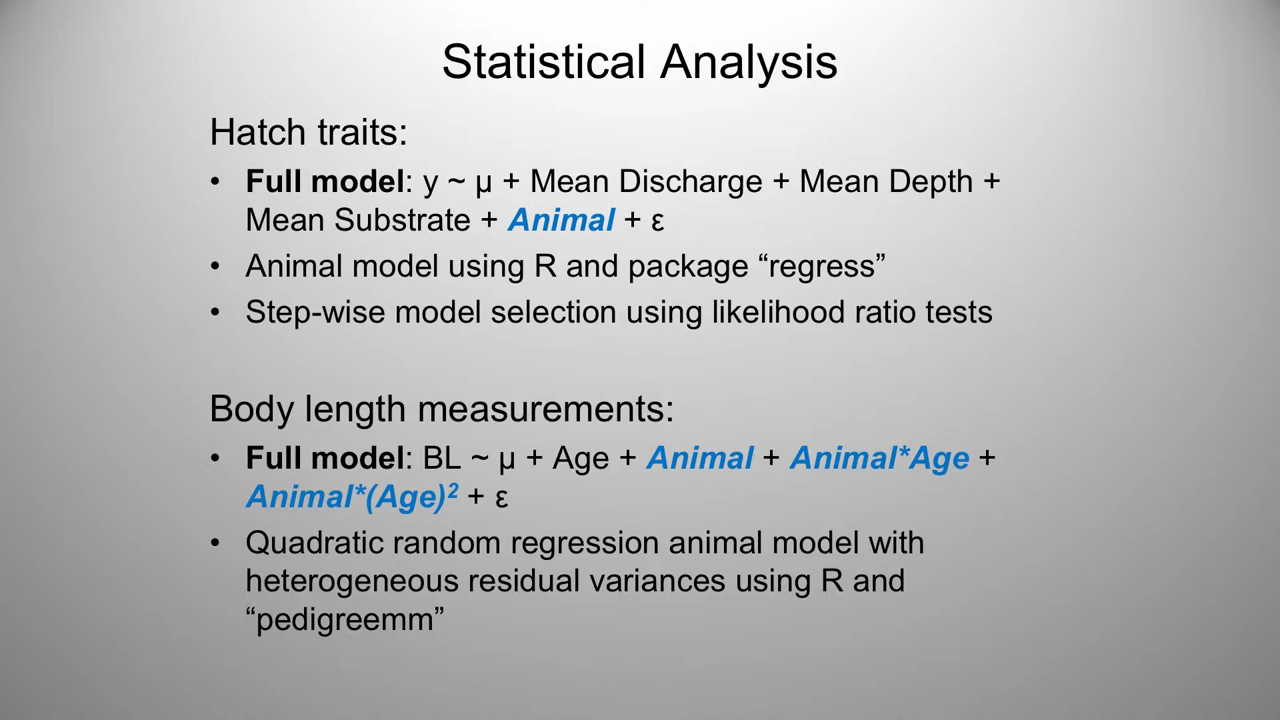 Statistical Analysis
Hatch traits:
• Full model: y ~ μ + Mean Discharge + Mean Depth +
Mean Substrate + Animal + ε
• Animal model using R and package “regress”
• Step-wise model selection using likelihood ratio tests
Body length measurements:
• Full model: BL ~ μ + Age + Animal + Animal*Age +
Animal*(Age)² + ε
• Quadratic random regression animal model with
heterogeneous residual variances using R and
“pedigreemm”